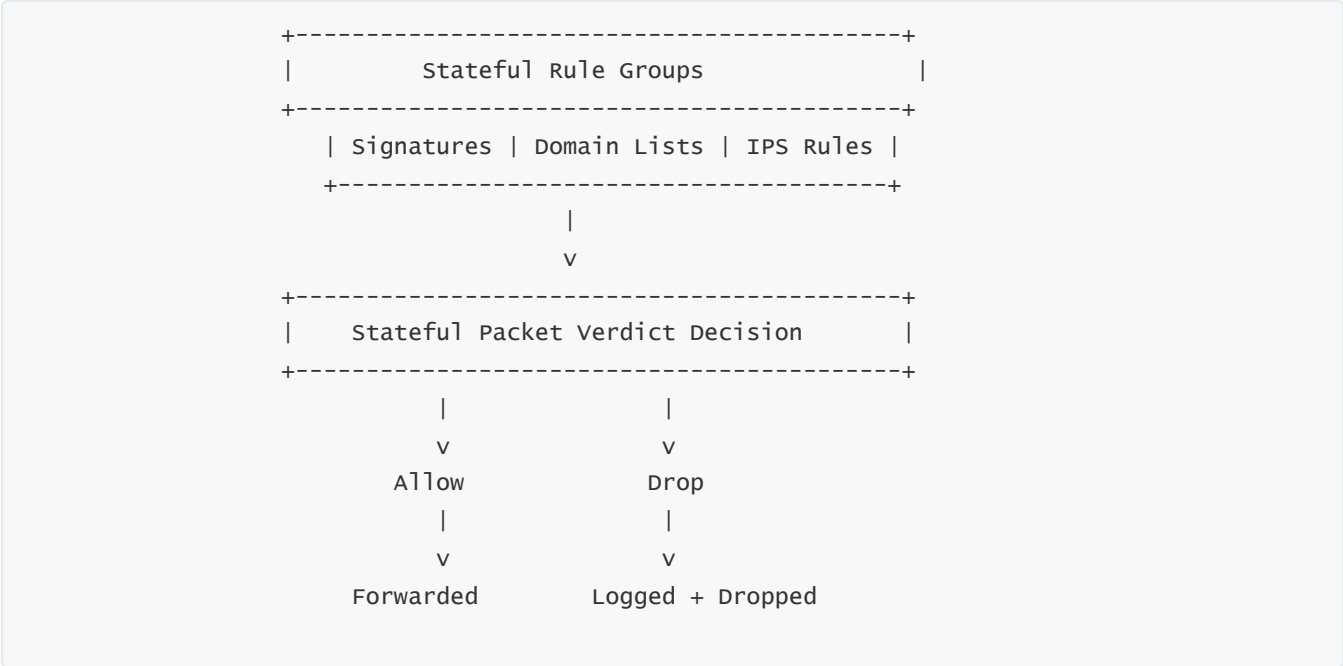 +-------------------------------------------+
|         Stateful Rule Groups               |
+-------------------------------------------+
| Signatures | Domain Lists | IPS Rules |
+---------------------------------------+
|
v
+-------------------------------------------+
|    Stateful Packet Verdict Decision       |
+-------------------------------------------+
|               |
v               v
Allow             Drop
|               |
v               v
Forwarded        Logged + Dropped